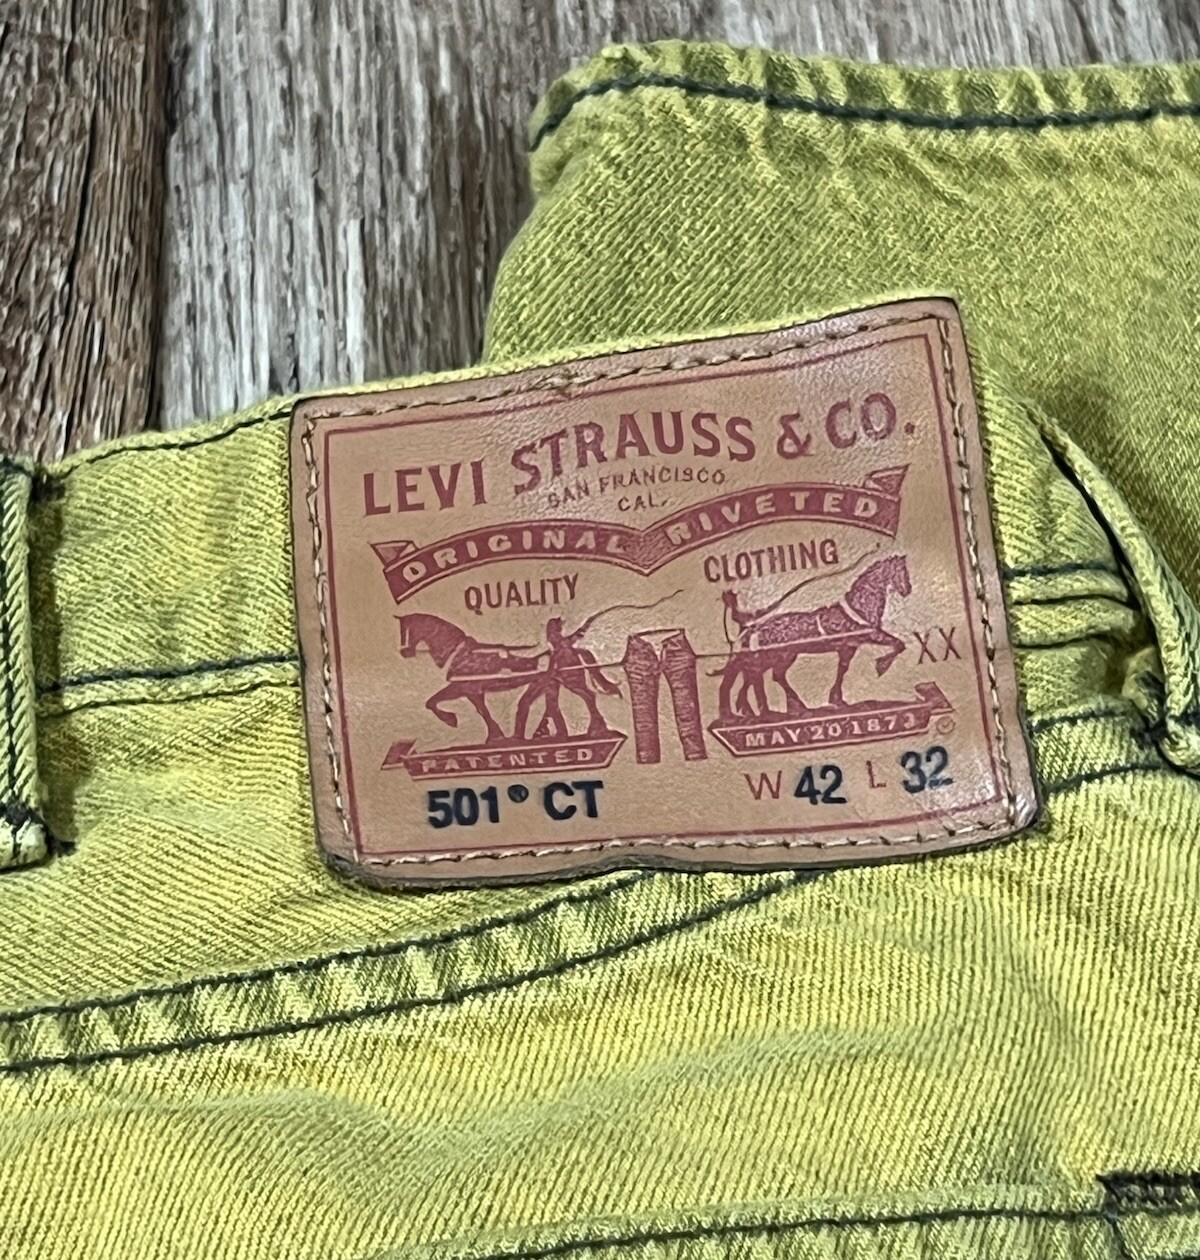 LEVI STRAUSS & CO.
SAN FRANCISCO
CAL.
ORIGINAL RIVETED
QUALITY CLOTHING
XX
PATENTED MAY 20 1873
501® CT W 42 L 32